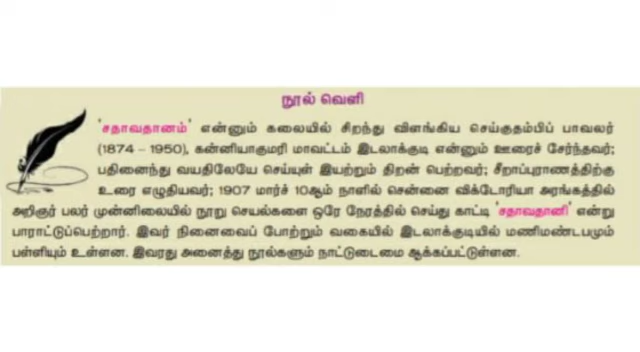 நூல் வெளி
'சதாவதானம்' என்னும் கலையில் சிறந்து விளங்கிய செய்குதம்பிப் பாவலர்
(1874 – 1950), கன்னியாகுமரி மாவட்டம் இடலாக்குடி என்னும் ஊரைச் சேர்ந்தவர்;
பதினைந்து வயதிலேயே செய்யுள் இயற்றும் திறன் பெற்றவர்; சீறாப்புராணத்திற்கு
உரை எழுதியவர்; 1907 மார்ச் 10ஆம் நாளில் சென்னை விக்டோரியா அரங்கத்தில்
அறிஞர் பலர் முன்னிலையில் நூறு செயல்களை ஒரே நேரத்தில் செய்து காட்டி 'சதாவதானி' என்று
பாராட்டுப்பெற்றார். இவர் நினைவைப் போற்றும் வகையில் இடலாக்குடியில் மணிமண்டபமும்
பள்ளியும் உள்ளன. இவரது அனைத்து நூல்களும் நாட்டுடைமை ஆக்கப்பட்டுள்ளன.